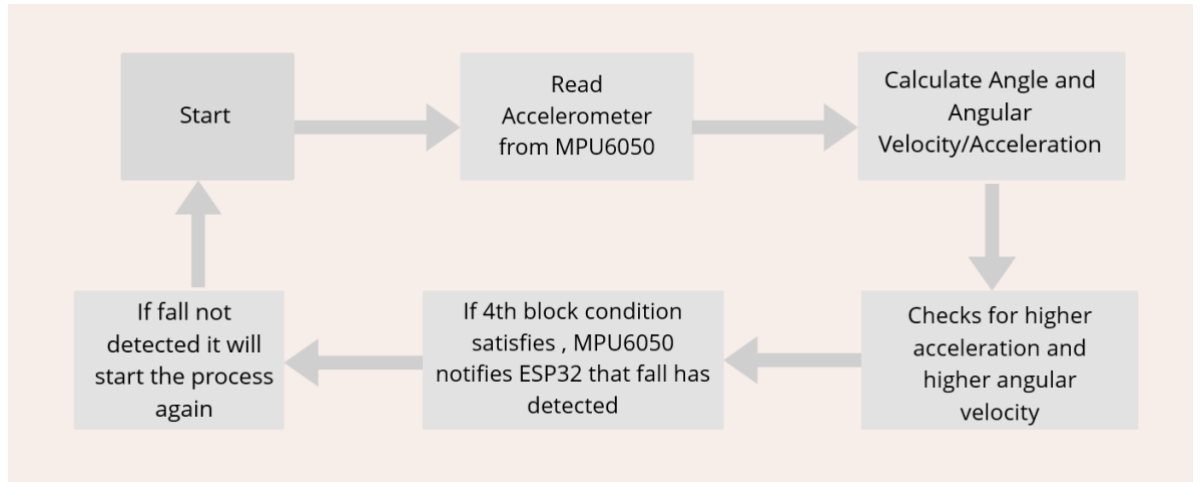 Start
Read
Accelerometer
from MPU6050
Calculate Angle and
Angular
Velocity/Acceleration
Checks for higher
acceleration and
higher angular
velocity
If 4th block condition
satisfies , MPU6050
notifies ESP32 that fall has
detected
If fall not
detected it will
start the process
again